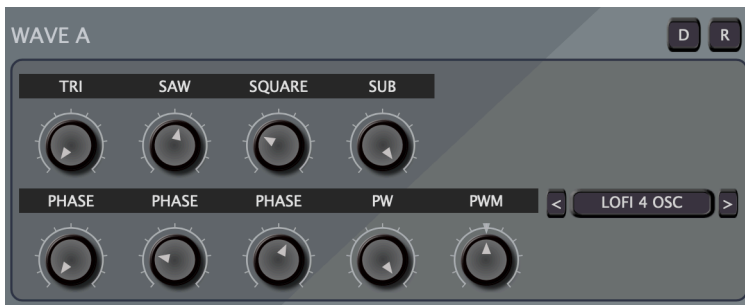 WAVE A D R
TRI SAW SQUARE SUB
PHASE PHASE PHASE PW PWM < LOFI 4 OSC >